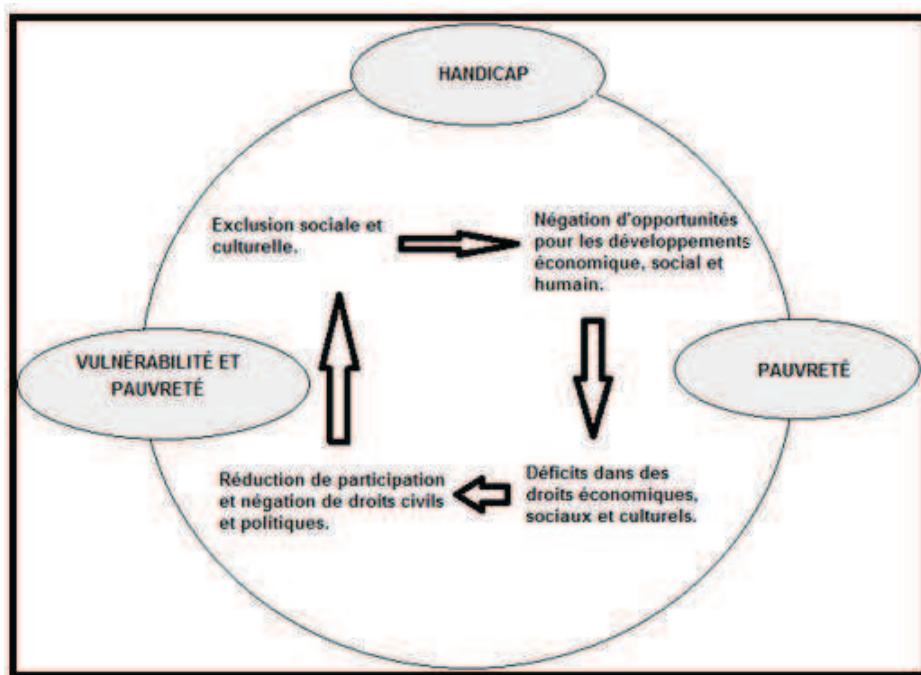 HANDICAP
Exclusion sociale et
culturelle.
Négation d'opportunités
pour les développements
économique, social et
humain.
VULNÉRABILITÉ ET
PAUVRETÉ
PAUVRETÉ
Réduction de participation
et négation de droits civils
et politiques.
Déficits dans des
droits économiques,
sociaux et culturels.